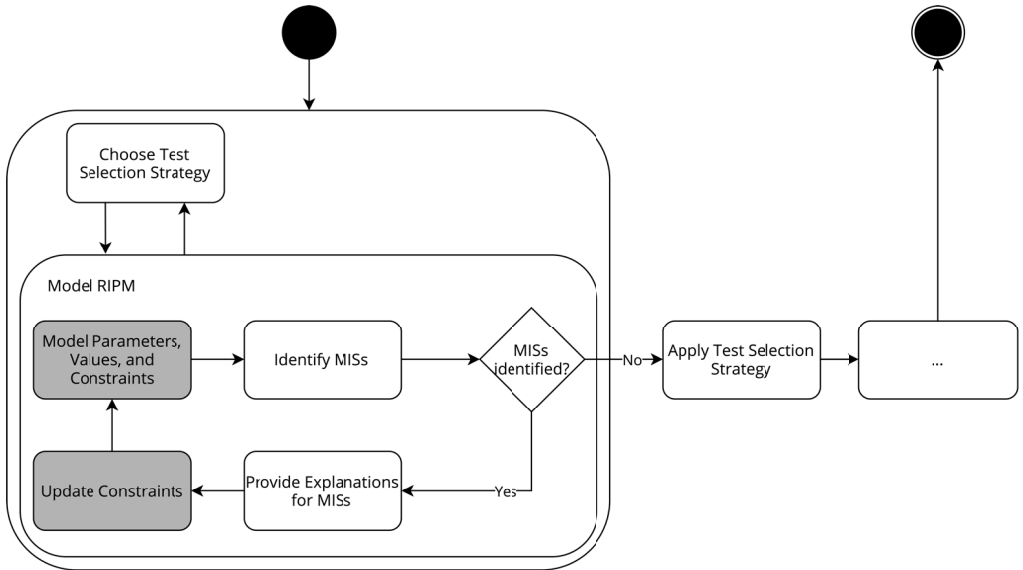 Choose Test
Selection Strategy
Model RIPM
Model Parameters,
Values, and
Constraints
Identify MISs
MISs
identified?
No
Apply Test Selection
Strategy
...
Update Constraints
Provide Explanations
for MISs
Yes